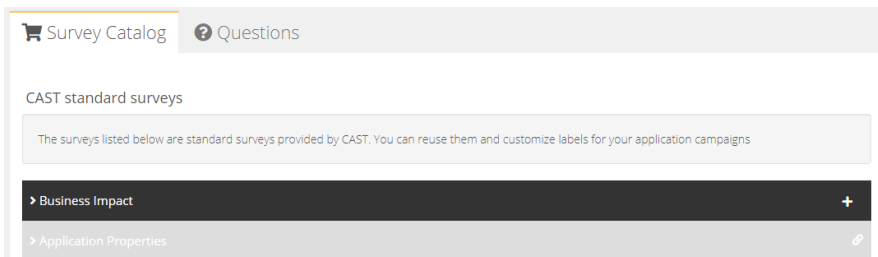 Survey Catalog Questions
CAST standard surveys
The surveys listed below are standard surveys provided by CAST. You can reuse them and customize labels for your application campaigns
Business Impact
Application Properties